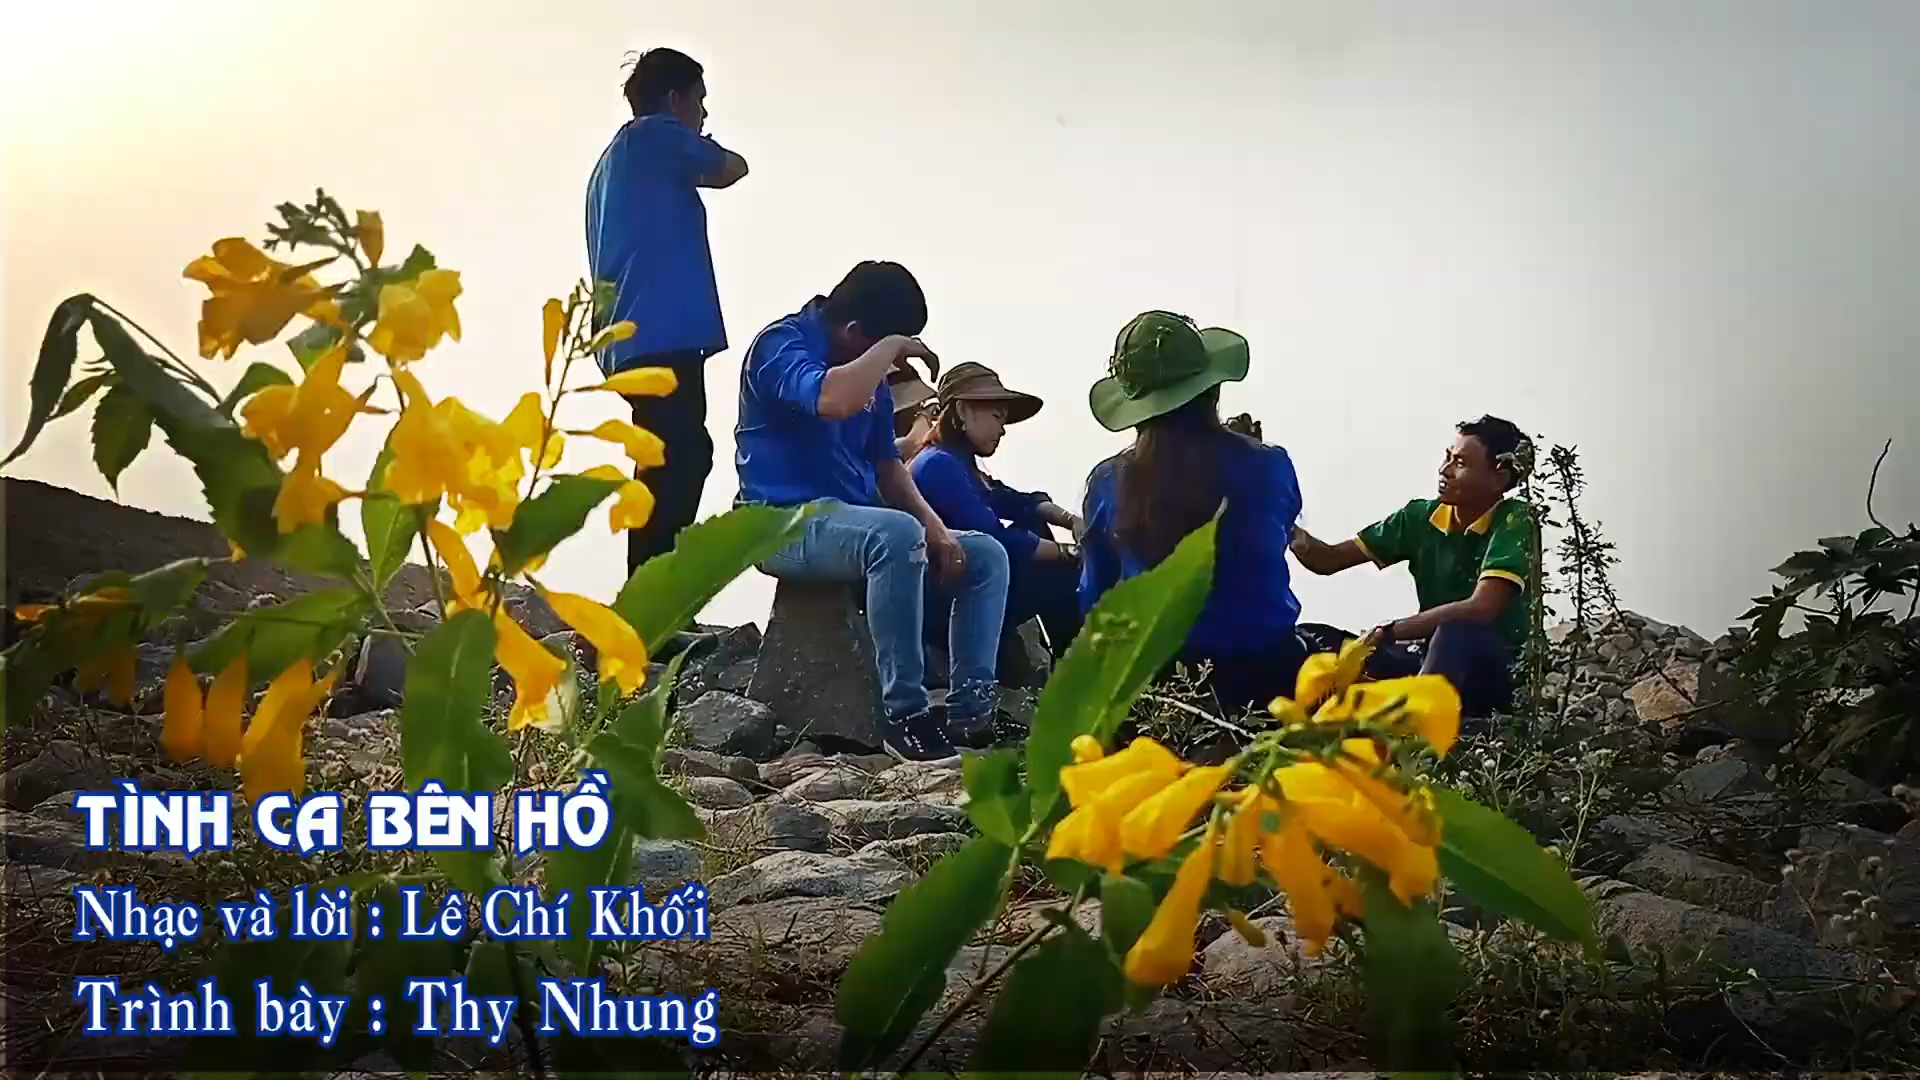 TÌNH CA BÊN HỒ
Nhạc và lời : Lê Chí Khối
Trình bày : Thy Nhung